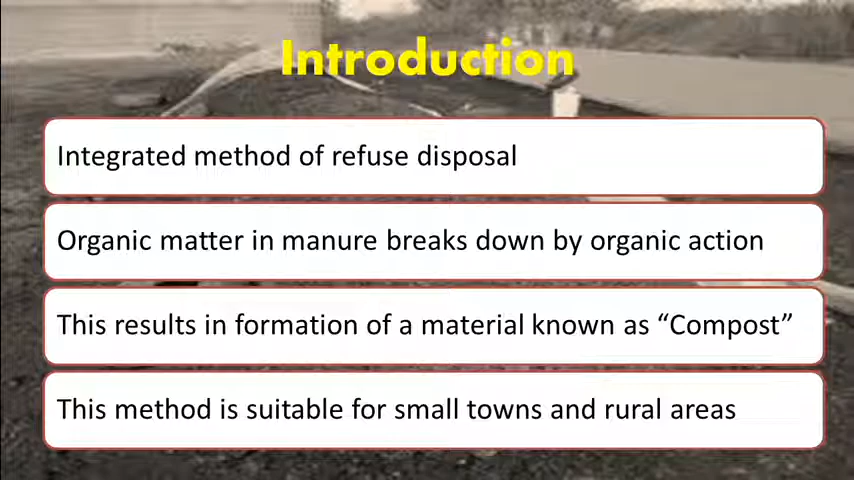 Introduction
Integrated method of refuse disposal
Organic matter in manure breaks down by organic action
This results in formation of a material known as “Compost”
This method is suitable for small towns and rural areas